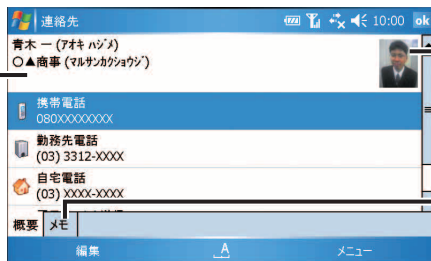 連絡先 10:00 ok
青木 一 (アオキ ハジメ)
○▲商事 (マルサンカクショウジ)
携帯電話
080XXXXXXXX
勤務先電話
(03) 3312-XXXX
自宅電話
(03) XXXX-XXXX
概要 メモ
編集 A メニュー